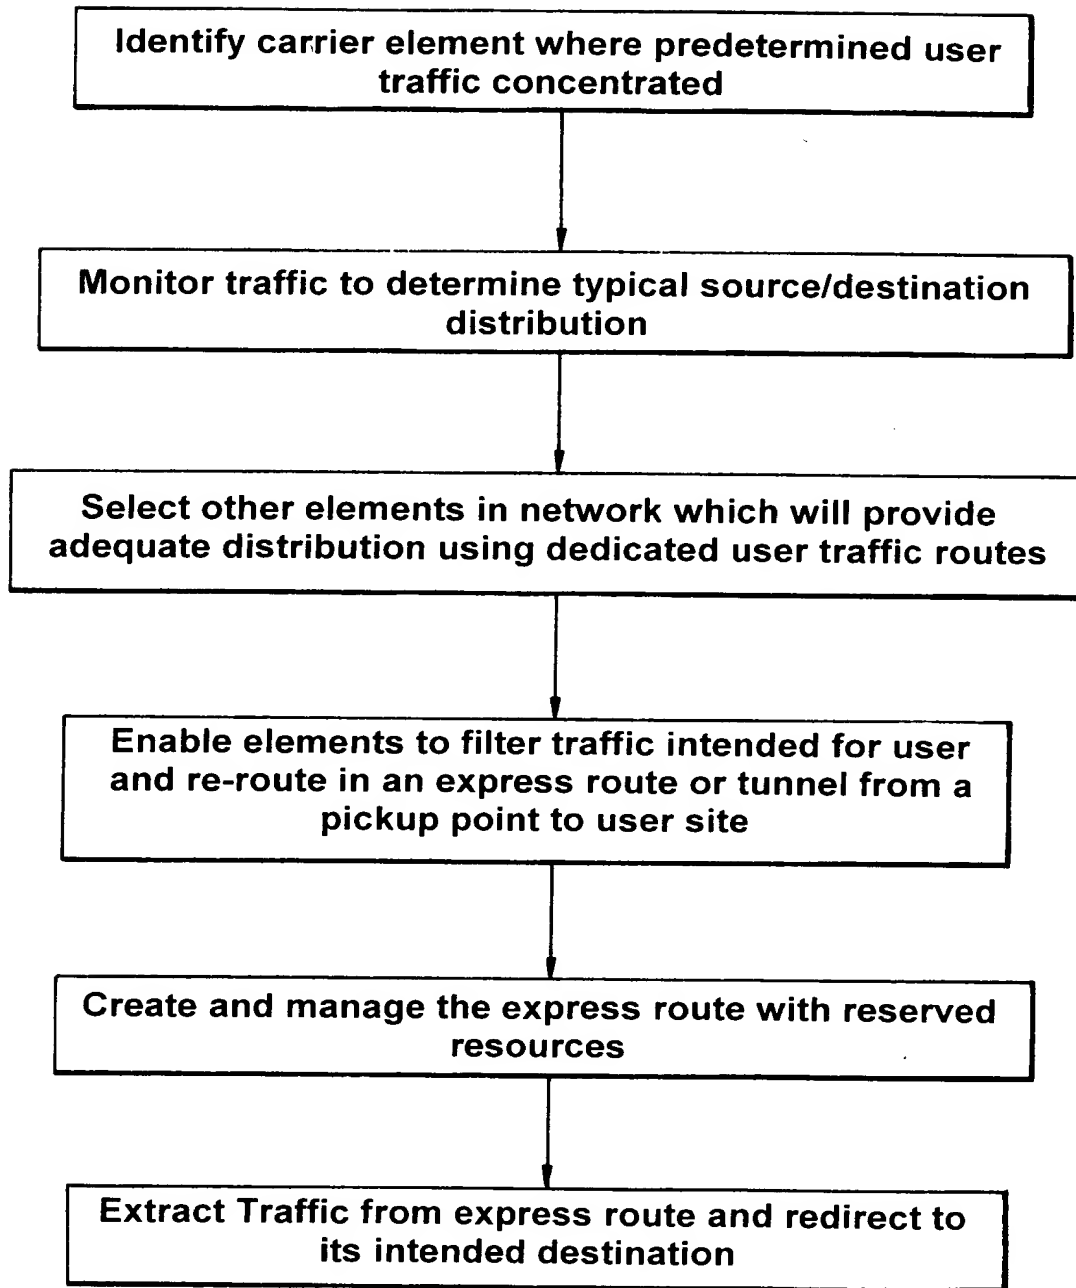 Identify carrier element where predetermined user
traffic concentrated
Monitor traffic to determine typical source/destination
distribution
Select other elements in network which will provide
adequate distribution using dedicated user traffic routes
Enable elements to filter traffic intended for user
and re-route in an express route or tunnel from a
pickup point to user site
Create and manage the express route with reserved
resources
Extract Traffic from express route and redirect to
its intended destination